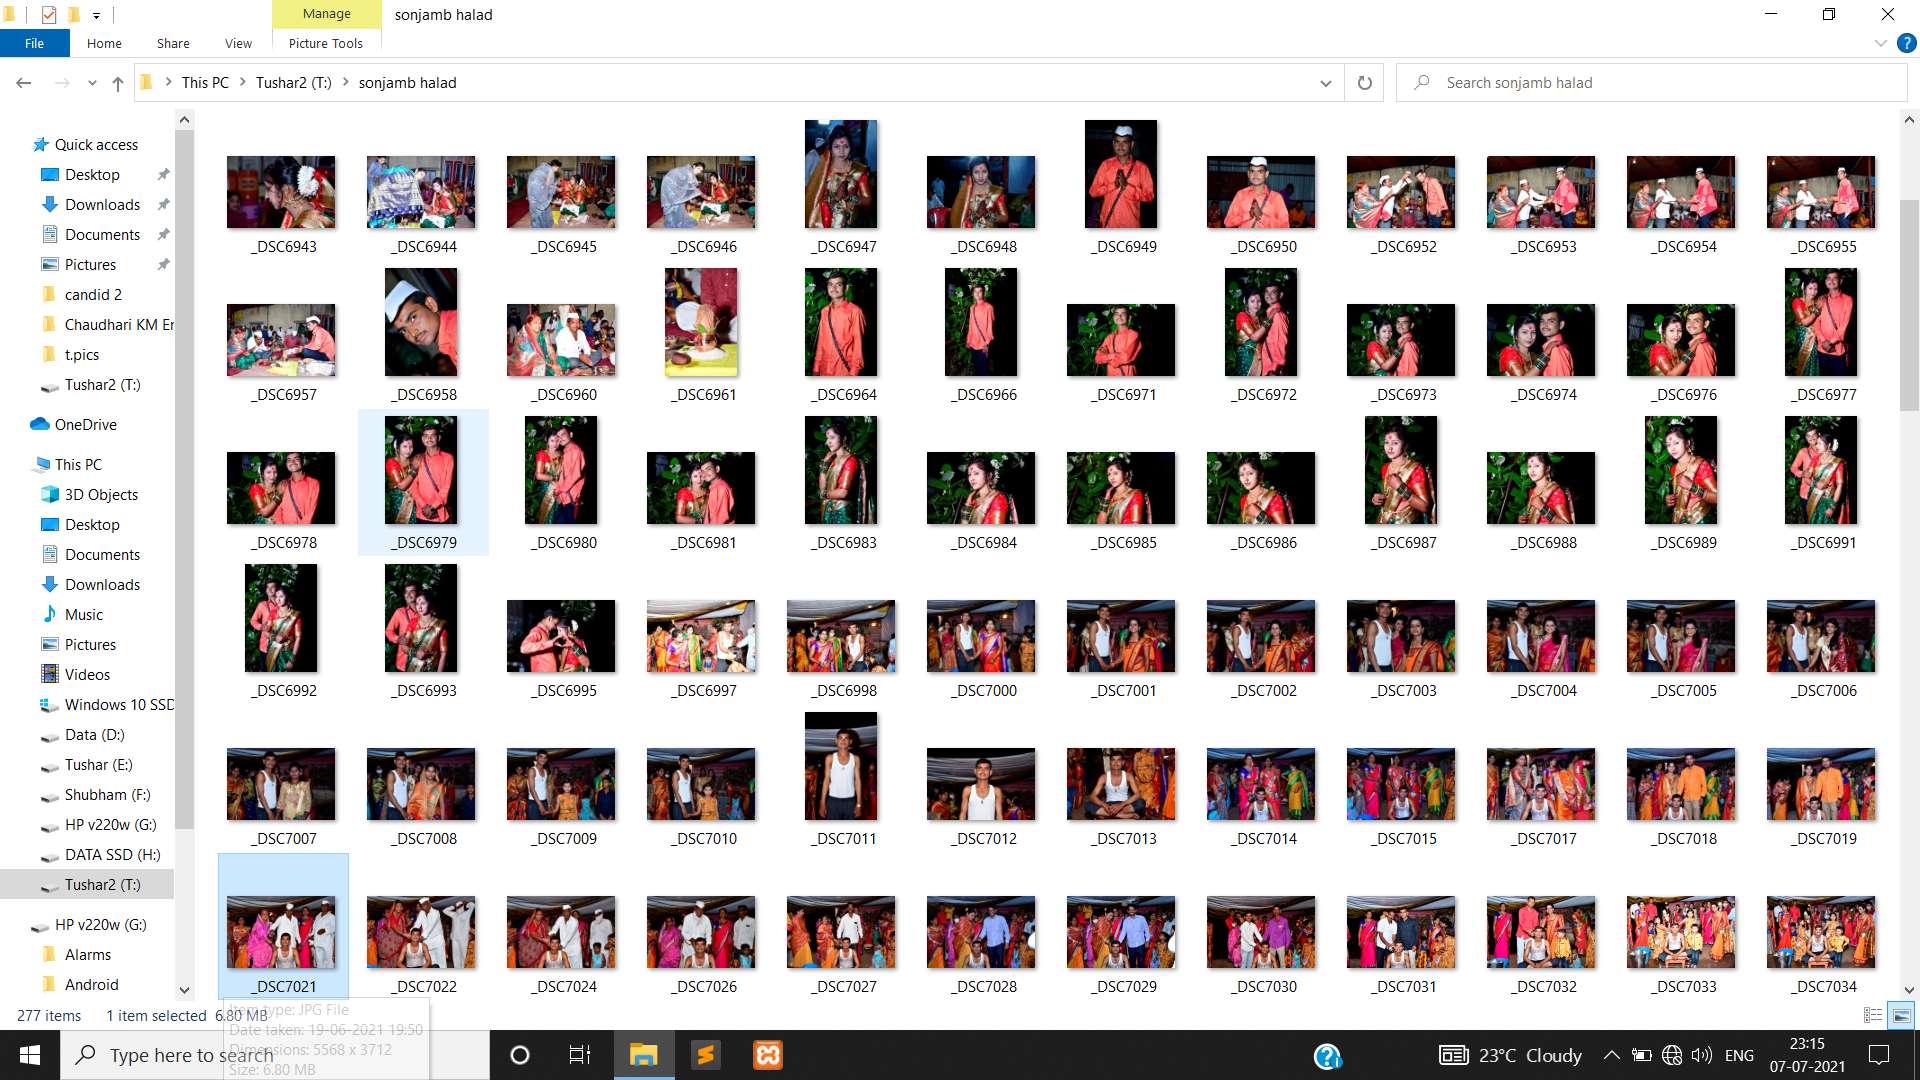 Manage
sonjamb halad
File
Home
Share
View
Picture Tools
This PC
Tushar2 (T:)
sonjamb halad
Search sonjamb halad
Quick access
Desktop
Downloads
Documents
Pictures
candid 2
Chaudhari KM Er
t.pics
Tushar2 (T:)
OneDrive
This PC
3D Objects
Desktop
Documents
Downloads
Music
Pictures
Videos
Windows 10 SSD
Data (D:)
Tushar (E:)
Shubham (F:)
HP v220w (G:)
DATA SSD (H:)
Tushar2 (T:)
HP v220w (G:)
Alarms
Android
_DSC6943 _DSC6944 _DSC6945 _DSC6946 _DSC6947 _DSC6948 _DSC6949 _DSC6950 _DSC6952 _DSC6953 _DSC6954 _DSC6955
_DSC6957 _DSC6958 _DSC6960 _DSC6961 _DSC6964 _DSC6966 _DSC6971 _DSC6972 _DSC6973 _DSC6974 _DSC6976 _DSC6977
_DSC6978 _DSC6979 _DSC6980 _DSC6981 _DSC6983 _DSC6984 _DSC6985 _DSC6986 _DSC6987 _DSC6988 _DSC6989 _DSC6991
_DSC6992 _DSC6993 _DSC6995 _DSC6997 _DSC6998 _DSC7000 _DSC7001 _DSC7002 _DSC7003 _DSC7004 _DSC7005 _DSC7006
_DSC7007 _DSC7008 _DSC7009 _DSC7010 _DSC7011 _DSC7012 _DSC7013 _DSC7014 _DSC7015 _DSC7017 _DSC7018 _DSC7019
_DSC7021 _DSC7022 _DSC7024 _DSC7026 _DSC7027 _DSC7028 _DSC7029 _DSC7030 _DSC7031 _DSC7032 _DSC7033 _DSC7034
277 items 1 item selected 6.80 MB
Item type: JPG File
Date taken: 19-06-2021 19:50
Dimensions: 5568 x 3712
Size: 6.80 MB
Type here to search
23°C Cloudy
ENG
23:15
07-07-2021